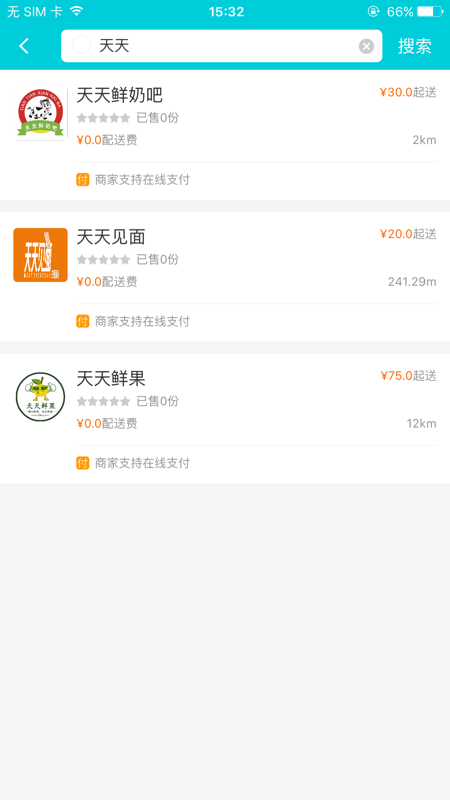 无 SIM 卡 15:32 66%
天天 搜索
天天鲜奶吧 ¥30.0起送
已售0份
¥0.0配送费 2km
付 商家支持在线支付
天天见面 ¥20.0起送
已售0份
¥0.0配送费 241.29m
付 商家支持在线支付
天天鲜果 ¥75.0起送
天天鲜果
已售0份
¥0.0配送费 12km
付 商家支持在线支付